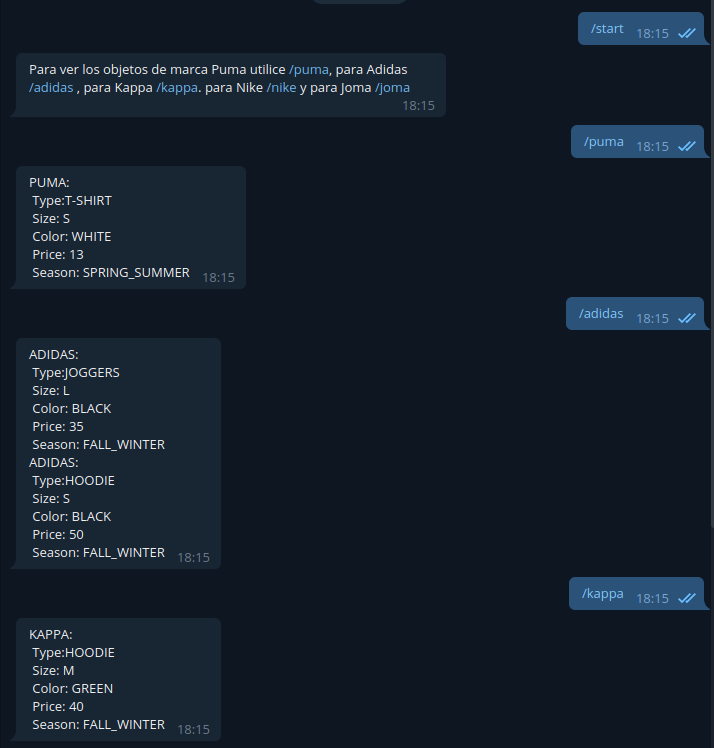 /start 18:15
Para ver los objetos de marca Puma utilice /puma, para Adidas
/adidas , para Kappa /kappa. para Nike /nike y para Joma /joma
18:15
/puma 18:15
PUMA:
Type:T-SHIRT
Size: S
Color: WHITE
Price: 13
Season: SPRING_SUMMER 18:15
/adidas 18:15
ADIDAS:
Type:JOGGERS
Size: L
Color: BLACK
Price: 35
Season: FALL_WINTER
ADIDAS:
Type:HOODIE
Size: S
Color: BLACK
Price: 50
Season: FALL_WINTER 18:15
/kappa 18:15
KAPPA:
Type:HOODIE
Size: M
Color: GREEN
Price: 40
Season: FALL_WINTER 18:15